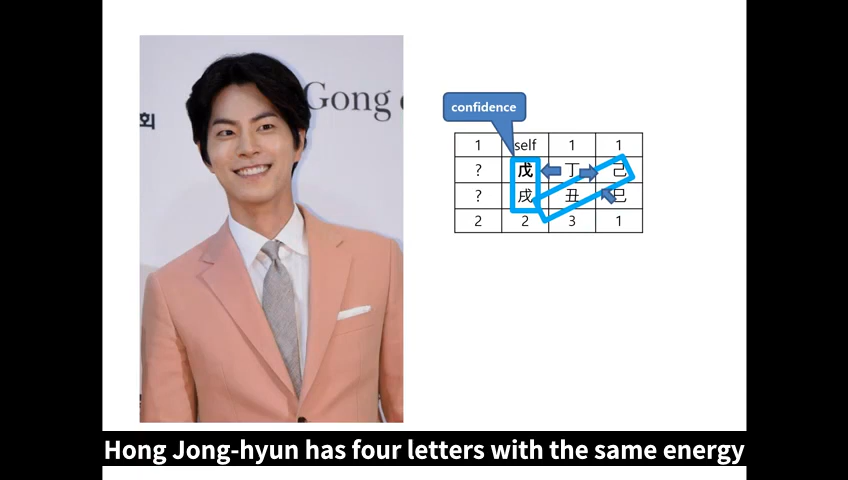 Gong
회
confidence
1 self 1 1
? 戊 丁 己
? 戌 丑 巳
2 2 3 1
Hong Jong-hyun has four letters with the same energy